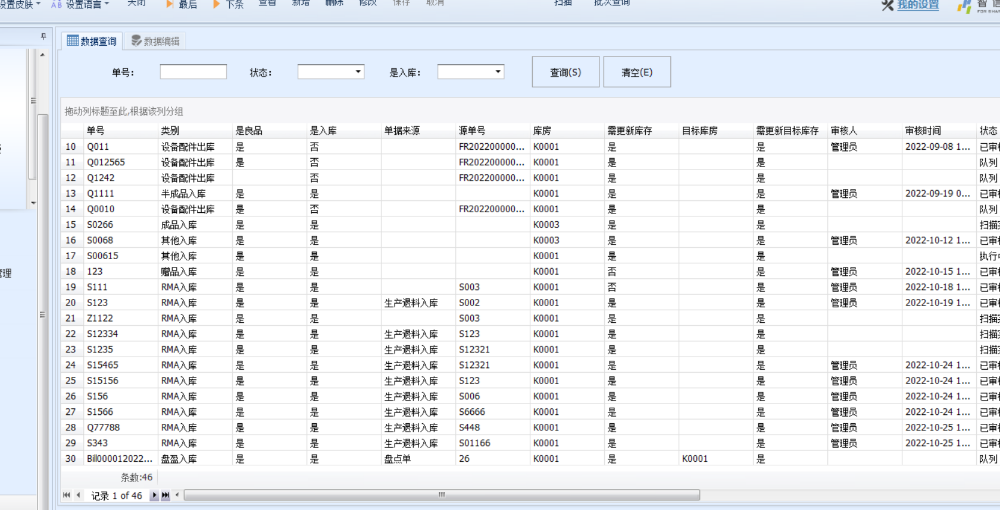 设置皮肤 设置语言 关闭 最后 下条 查看 新增 删除 修改 保存 取消 扫描 批次查询 我的设置 智信
FOR SMAR
数据查询 数据编辑
单号: 状态: 是入库: 查询(S) 清空(E)
拖动列标题至此,根据该列分组
单号 类别 是良品 是入库 单据来源 源单号 库房 需更新库存 目标库房 需更新目标库存 审核人 审核时间 状态
10 Q011 设备配件出库 是 否 FR202200000... K0001 是 是 管理员 2022-09-08 1... 已审
11 Q012565 设备配件出库 是 否 FR202200000... K0001 是 是 队列
12 Q1242 设备配件出库 否 FR202200000... K0001 是 是 队列
13 Q1111 半成品入库 是 是 K0001 是 是 管理员 2022-09-19 0... 已审
14 Q0010 设备配件出库 是 否 FR202200000... K0001 是 是 队列
15 S0266 成品入库 是 是 K0003 是 是 扫描
16 S0068 其他入库 是 是 K0003 是 是 管理员 2022-10-12 1... 已审
17 S00615 其他入库 是 是 K0001 是 是 执行
18 123 赠品入库 是 是 K0001 否 是 管理员 2022-10-15 1... 已审
19 S111 RMA入库 是 是 S003 K0001 否 是 管理员 2022-10-18 1... 已审
20 S123 RMA入库 是 是 生产退料入库 S002 K0001 是 是 管理员 2022-10-19 1... 已审
21 Z1122 RMA入库 是 是 S003 K0001 是 是 扫描
22 S12334 RMA入库 是 是 生产退料入库 S123 K0001 是 是 扫描
23 S1235 RMA入库 是 是 生产退料入库 S12321 K0001 是 是 扫描
管理
24 S15465 RMA入库 是 是 生产退料入库 S12321 K0001 是 是 管理员 2022-10-24 1... 已审
25 S15156 RMA入库 是 是 生产退料入库 S123 K0001 是 是 管理员 2022-10-24 1... 已审
26 S156 RMA入库 是 是 生产退料入库 S006 K0001 是 是 管理员 2022-10-24 1... 已审
27 S1566 RMA入库 是 是 生产退料入库 S6666 K0001 是 是 管理员 2022-10-24 1... 已审
28 Q77788 RMA入库 是 是 生产退料入库 S448 K0001 是 是 管理员 2022-10-25 1... 已审
29 S343 RMA入库 是 是 生产退料入库 S01166 K0001 是 是 管理员 2022-10-25 1... 已审
30 Bill000012022... 盘盈入库 是 是 盘点单 26 K0001 是 K0001 是 队列
条数:46
记录 1 of 46